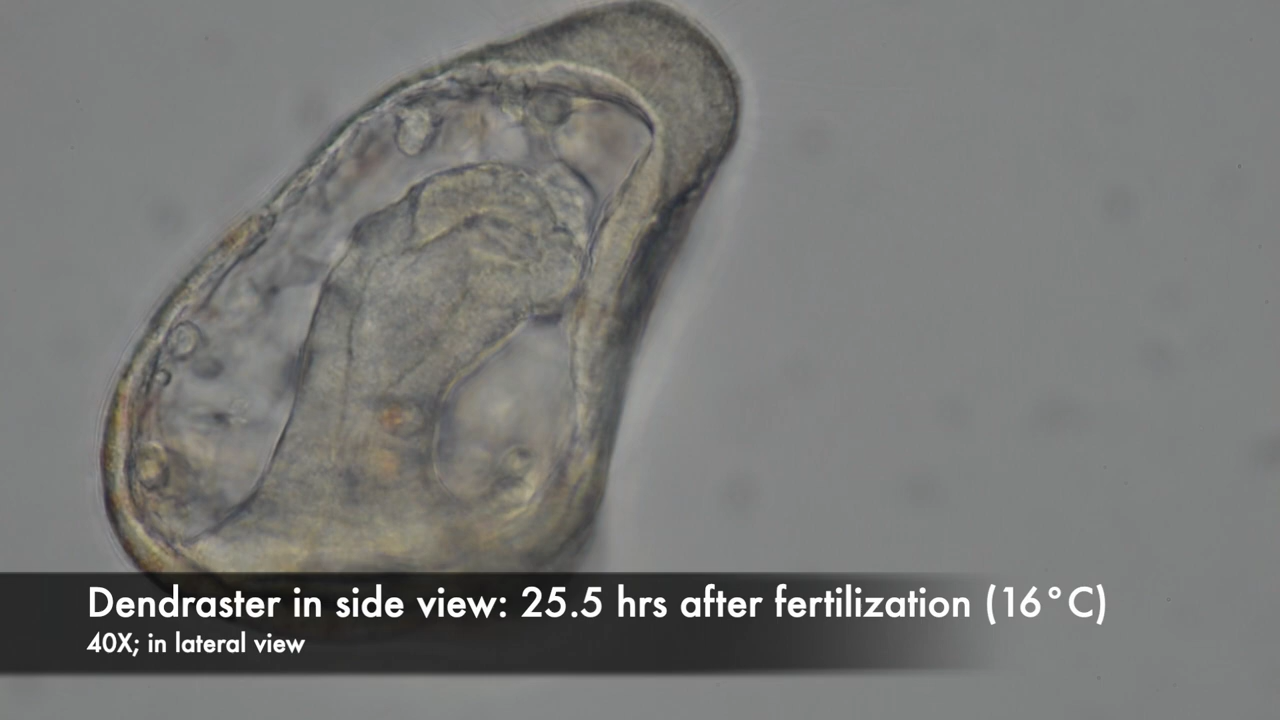 Dendraster in side view: 25.5 hrs after fertilization (16°C)
40X; in lateral view